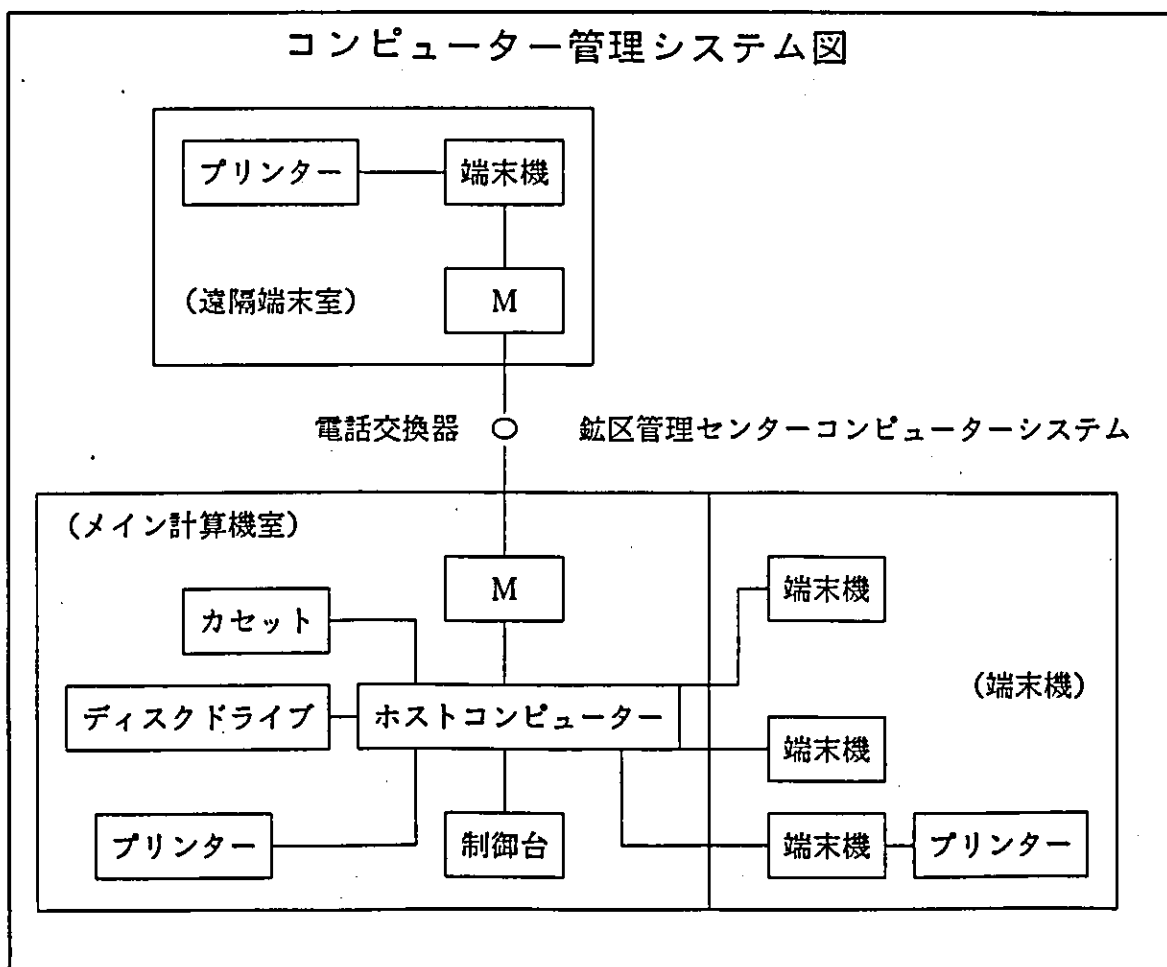 コンピューター管理システム図
プリンター
端末機
(遠隔端末室)
M
電話交換器
鉱区管理センターコンピューターシステム
(メイン計算機室)
M
端末機
カセット
(端末機)
ディスクドライブ
ホストコンピューター
端末機
プリンター
制御台
端末機
プリンター